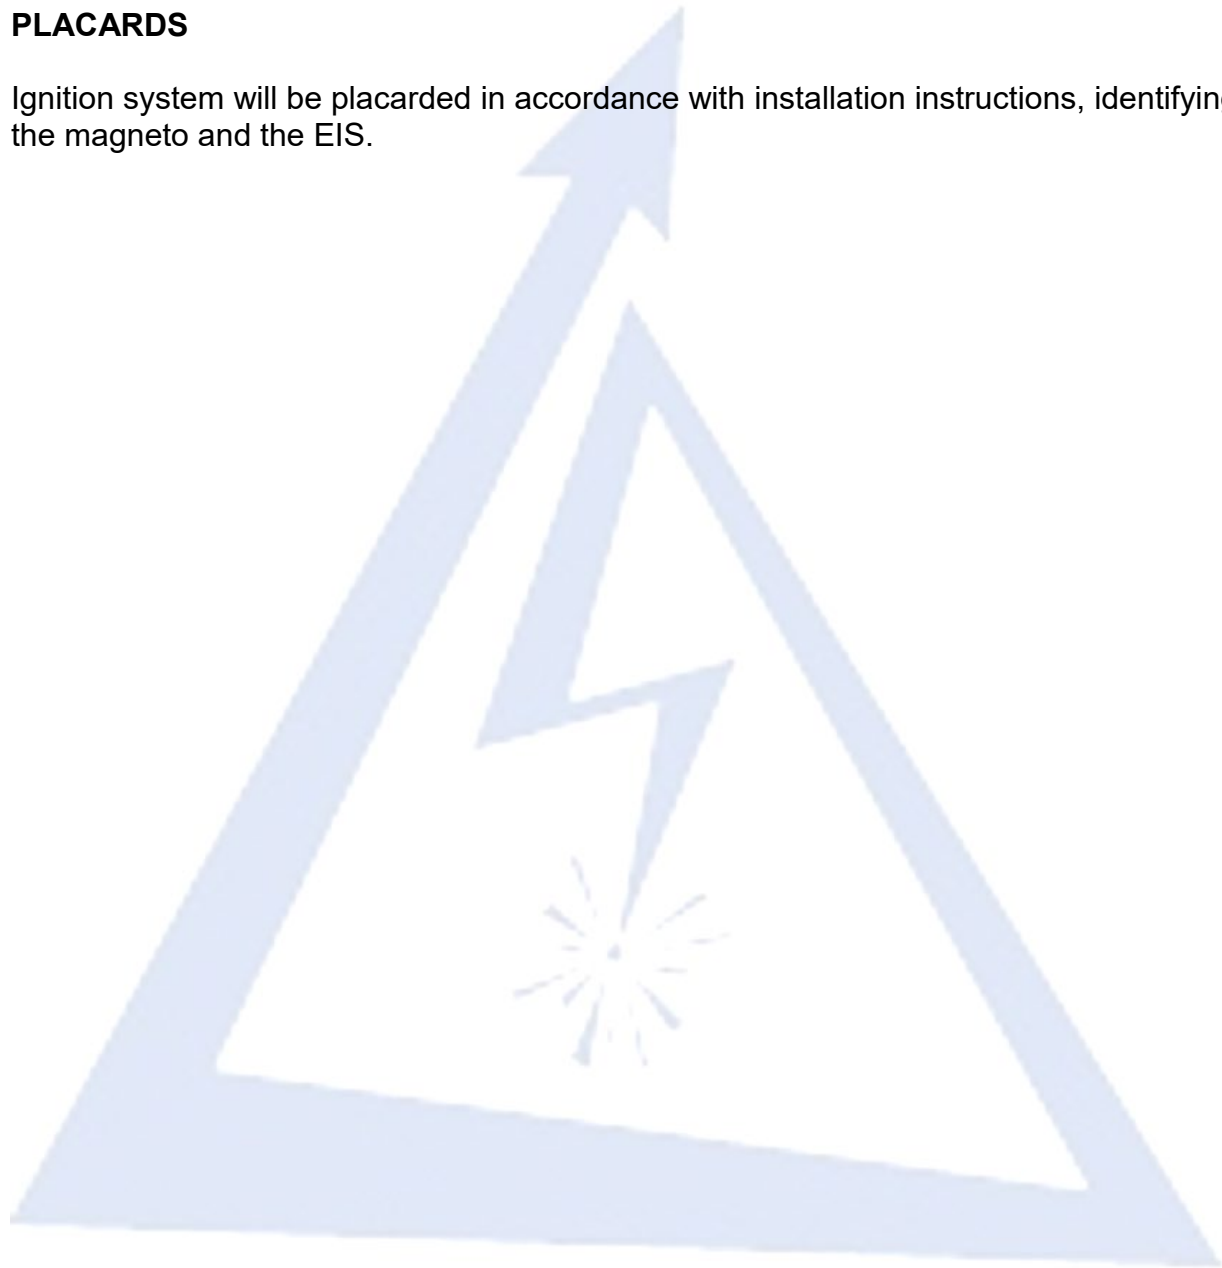 PLACARDS
Ignition system will be placarded in accordance with installation instructions, identifying
the magneto and the EIS.